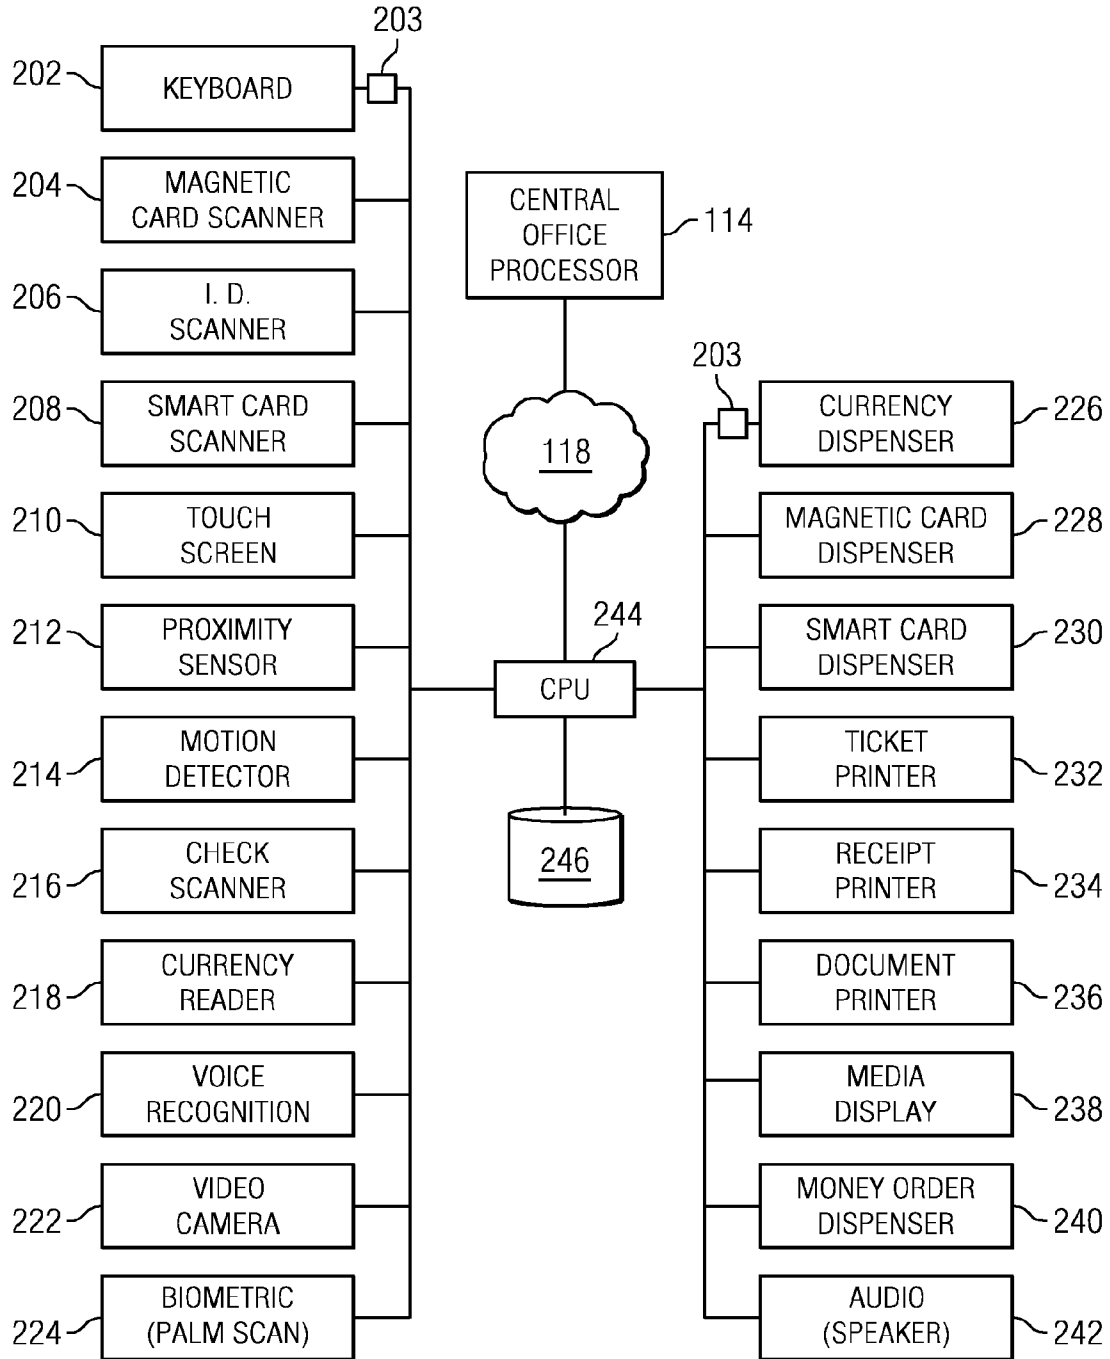 203
202
KEYBOARD
204
MAGNETIC
CARD SCANNER
206
I. D.
SCANNER
208
SMART CARD
SCANNER
210
TOUCH
SCREEN
212
PROXIMITY
SENSOR
214
MOTION
DETECTOR
216
CHECK
SCANNER
218
CURRENCY
READER
220
VOICE
RECOGNITION
222
VIDEO
CAMERA
224
BIOMETRIC
(PALM SCAN)
CENTRAL
OFFICE
PROCESSOR
114
118
244
CPU
246
203
CURRENCY
DISPENSER
226
MAGNETIC CARD
DISPENSER
228
SMART CARD
DISPENSER
230
TICKET
PRINTER
232
RECEIPT
PRINTER
234
DOCUMENT
PRINTER
236
MEDIA
DISPLAY
238
MONEY ORDER
DISPENSER
240
AUDIO
(SPEAKER)
242